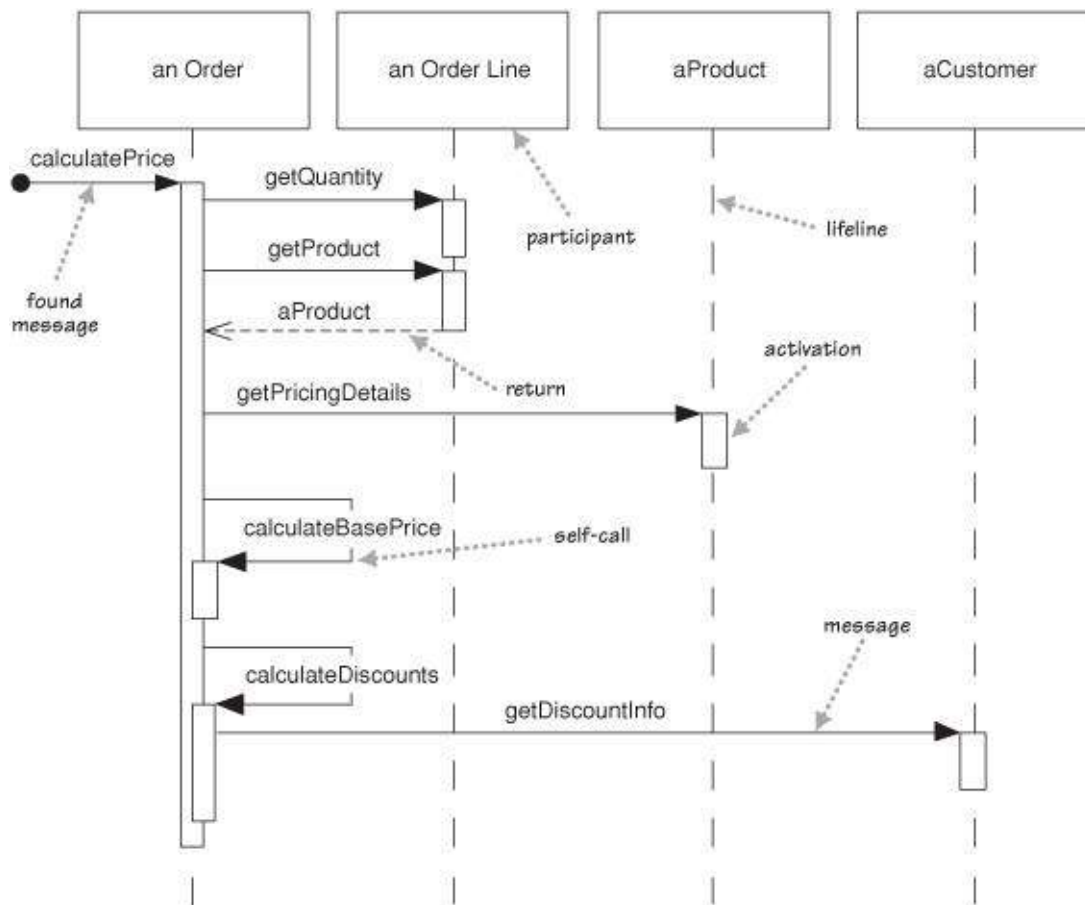 an Order
an Order Line
aProduct
aCustomer
calculatePrice
getQuantity
participant
lifeline
getProduct
found
message
aProduct
return
activation
getPricingDetails
calculateBasePrice
self-call
message
calculateDiscounts
getDiscountInfo